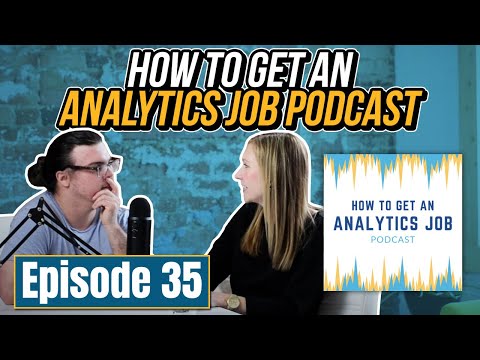 HOW TO GET AN
ANALYTICS JOB PODCAST
HOW TO GET AN
ANALYTICS JOB
PODCAST
Episode 35